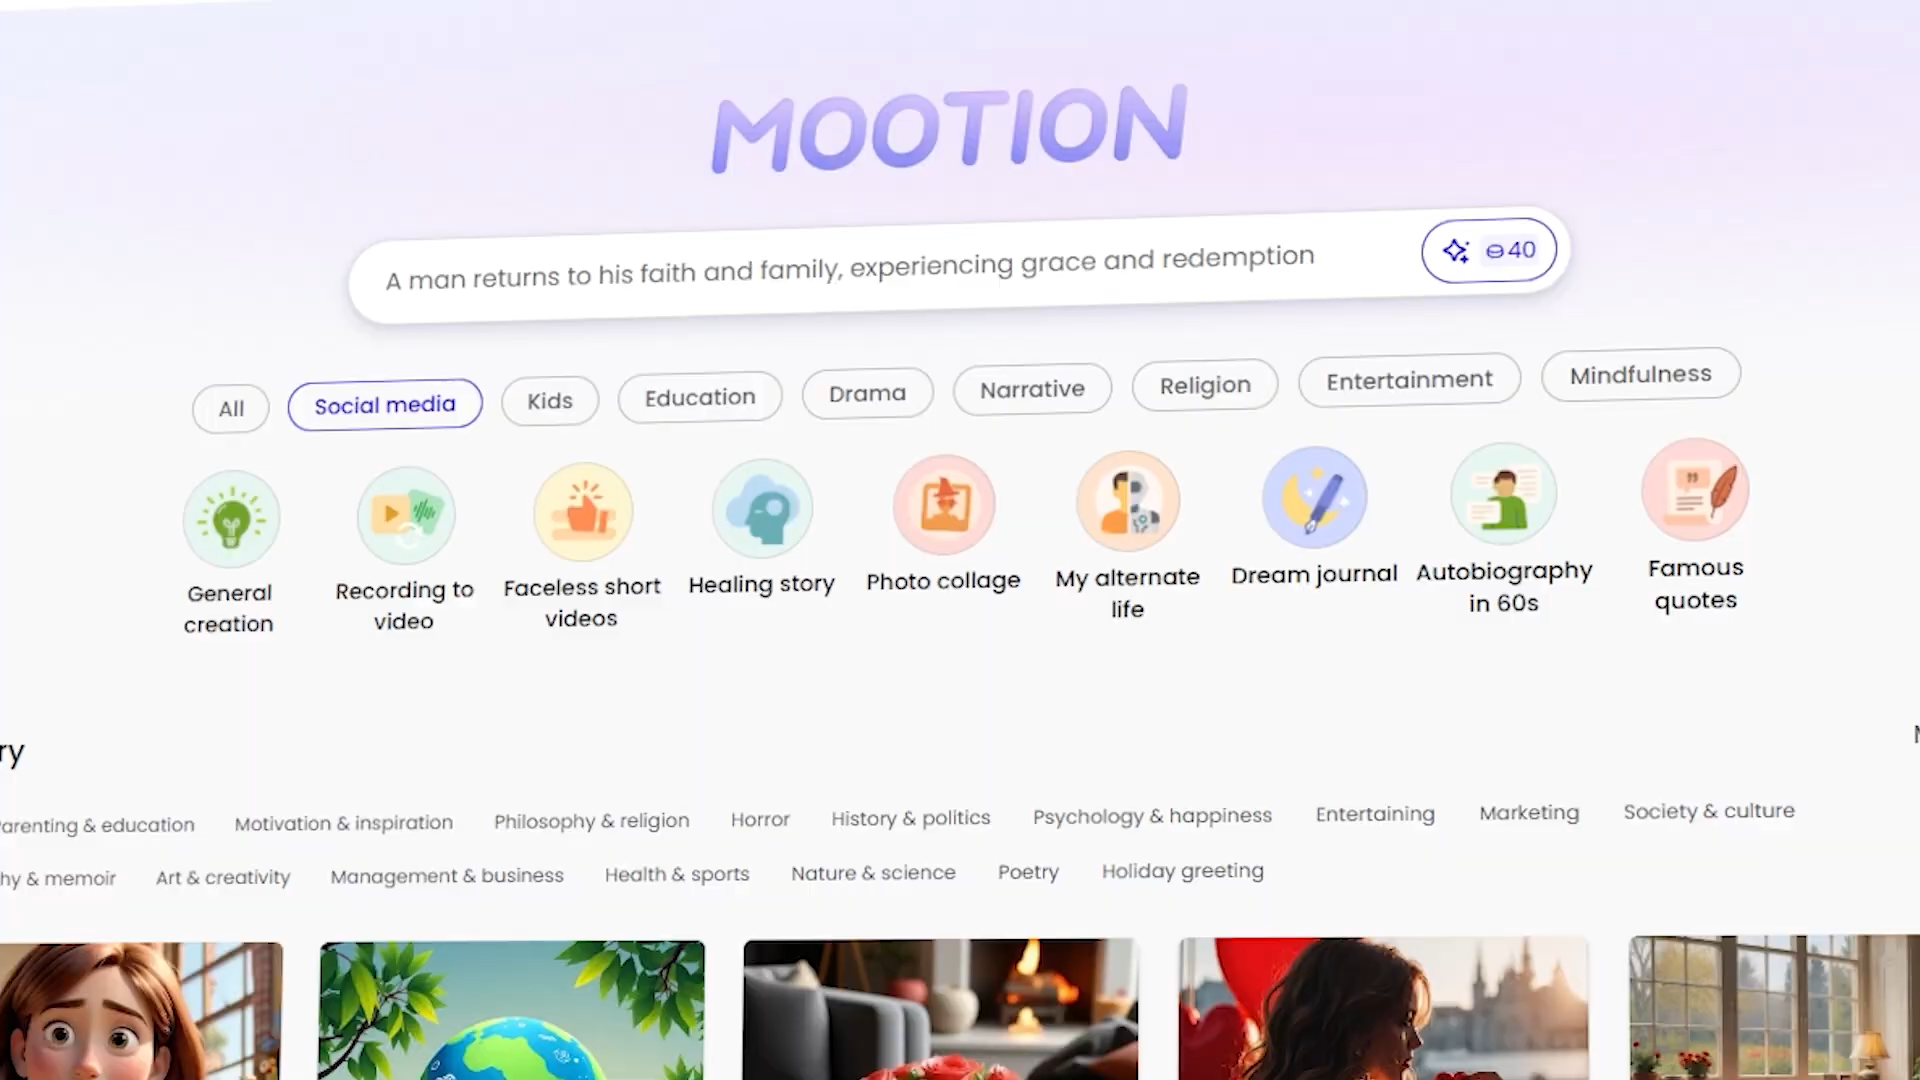 MOOTION
A man returns to his faith and family, experiencing grace and redemption
40
All
Social media
Kids
Education
Drama
Narrative
Religion
Entertainment
Mindfulness
General
creation
Recording to
video
Faceless short
videos
Healing story
Photo collage
My alternate
life
Dream journal
Autobiography
in 60s
Famous
quotes
ry
arenting & education
Motivation & inspiration
Philosophy & religion
Horror
History & politics
Psychology & happiness
Entertaining
Marketing
Society & culture
hy & memoir
Art & creativity
Management & business
Health & sports
Nature & science
Poetry
Holiday greeting